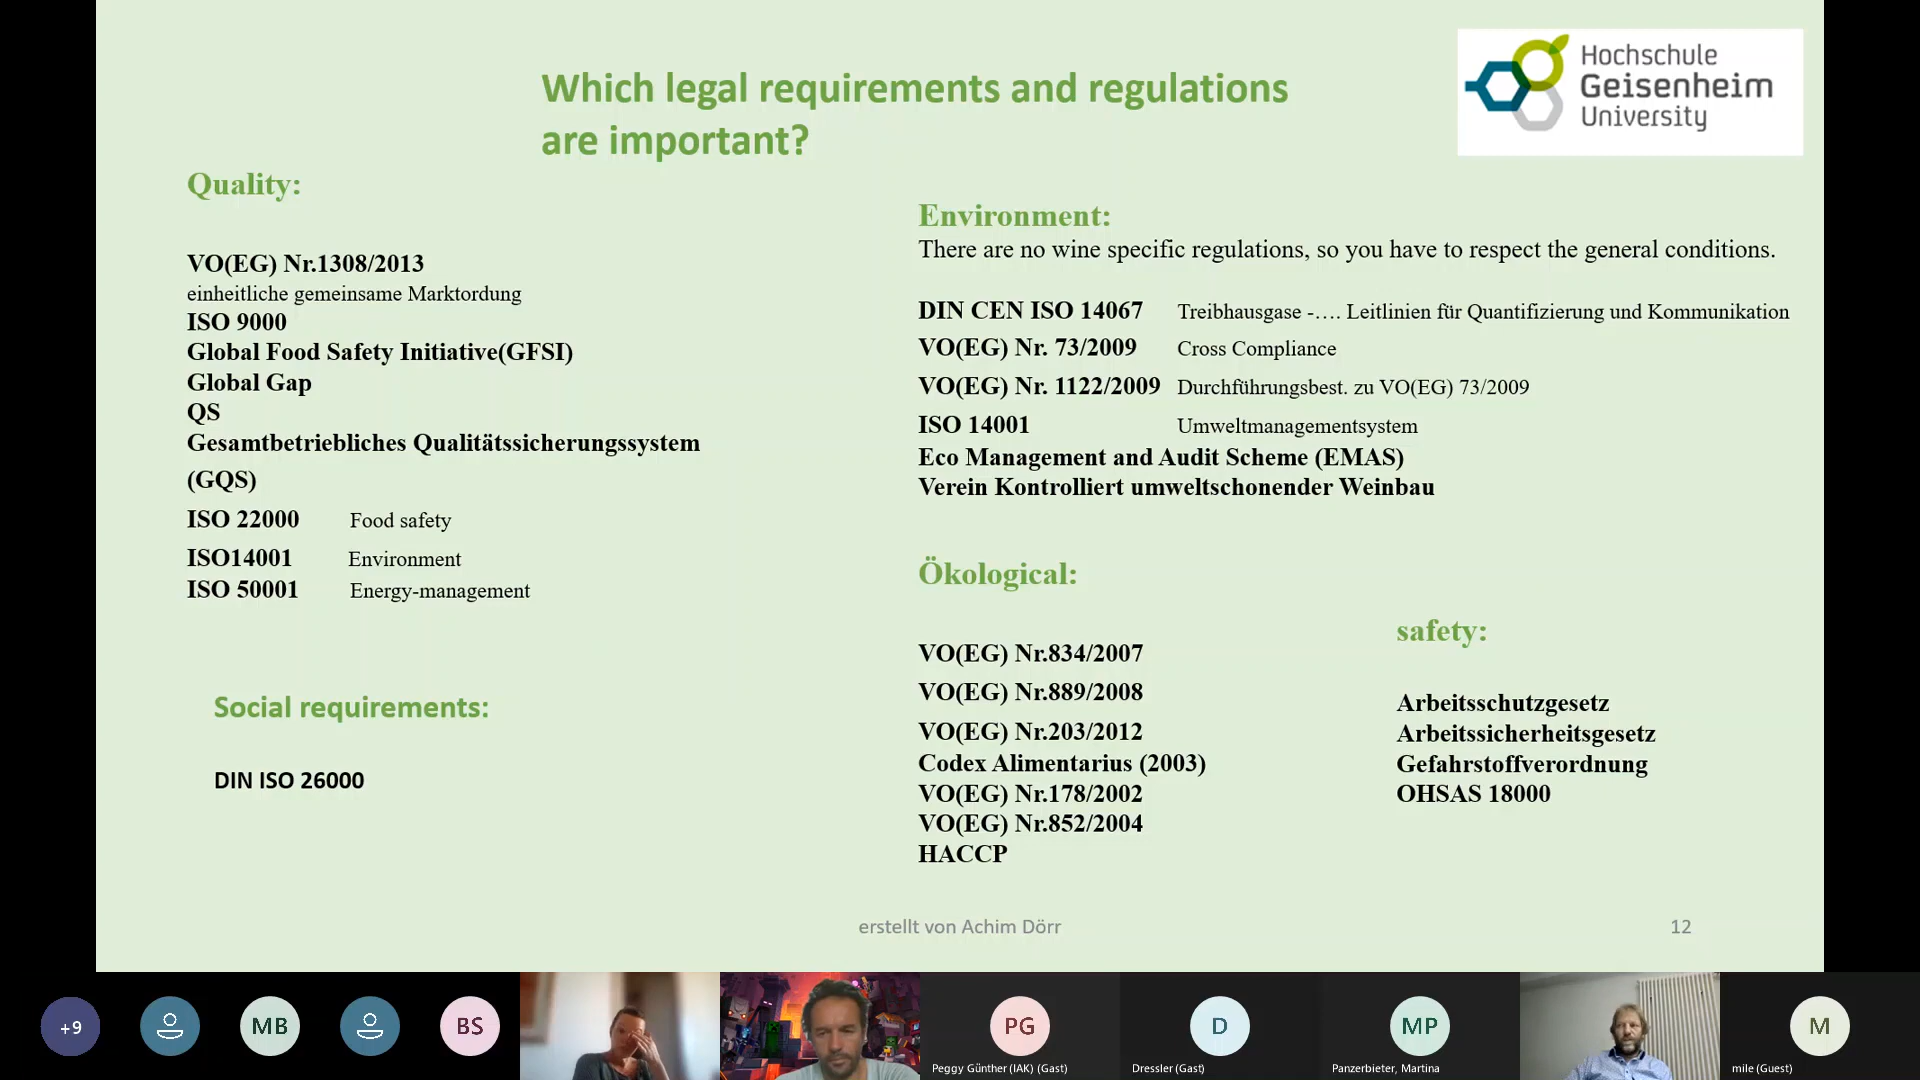 Which legal requirements and regulations
are important?
Hochschule
Geisenheim
University
Quality:
VO(EG) Nr.1308/2013
einheitliche gemeinsame Marktordung
ISO 9000
Global Food Safety Initiative(GFSI)
Global Gap
QS
Gesamtbetriebliches Qualitätssicherungssystem
(GQS)
ISO 22000 Food safety
ISO14001 Environment
ISO 50001 Energy-management
Social requirements:
DIN ISO 26000
Environment:
There are no wine specific regulations, so you have to respect the general conditions.
DIN CEN ISO 14067 Treibhausgase -…. Leitlinien für Quantifizierung und Kommunikation
VO(EG) Nr. 73/2009 Cross Compliance
VO(EG) Nr. 1122/2009 Durchführungsbest. zu VO(EG) 73/2009
ISO 14001 Umweltmanagementsystem
Eco Management and Audit Scheme (EMAS)
Verein Kontrolliert umweltschonender Weinbau
Ökological:
VO(EG) Nr.834/2007
VO(EG) Nr.889/2008
VO(EG) Nr.203/2012
Codex Alimentarius (2003)
VO(EG) Nr.178/2002
VO(EG) Nr.852/2004
HACCP
safety:
Arbeitsschutzgesetz
Arbeitssicherheitsgesetz
Gefahrstoffverordnung
OHSAS 18000
erstellt von Achim Dörr
12
+9
MB
BS
PG
Peggy Günther (IAK) (Gast)
D
Dressler (Gast)
MP
Panzerbieter, Martina
M
mile (Guest)